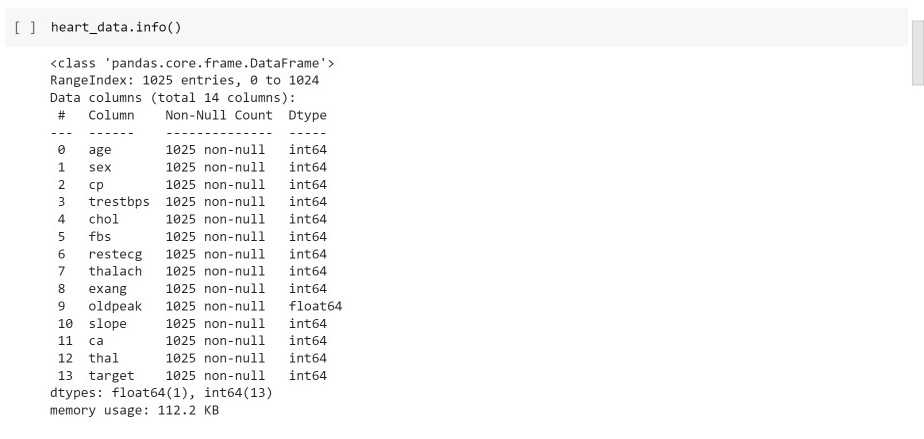 [ ] heart_data.info()
<class 'pandas.core.frame.DataFrame'>
RangeIndex: 1025 entries, 0 to 1024
Data columns (total 14 columns):
 #   Column    Non-Null Count  Dtype
---  ------    --------------  -----
 0   age       1025 non-null   int64
 1   sex       1025 non-null   int64
 2   cp        1025 non-null   int64
 3   trestbps  1025 non-null   int64
 4   chol      1025 non-null   int64
 5   fbs       1025 non-null   int64
 6   restecg   1025 non-null   int64
 7   thalach   1025 non-null   int64
 8   exang     1025 non-null   int64
 9   oldpeak   1025 non-null   float64
 10  slope     1025 non-null   int64
 11  ca        1025 non-null   int64
 12  thal      1025 non-null   int64
 13  target    1025 non-null   int64
dtypes: float64(1), int64(13)
memory usage: 112.2 KB